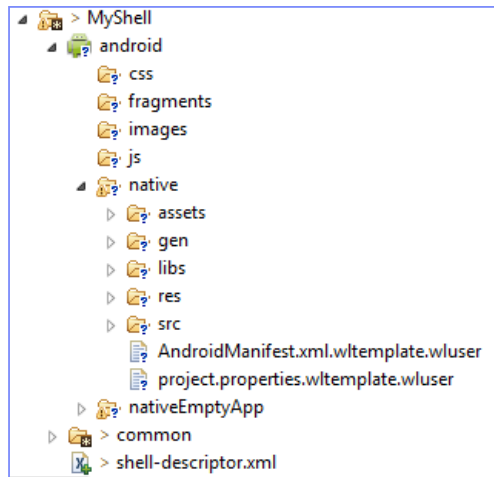 > MyShell
android
css
fragments
images
js
native
assets
gen
libs
res
src
AndroidManifest.xml.wltemplate.wluser
project.properties.wltemplate.wluser
nativeEmptyApp
> common
> shell-descriptor.xml